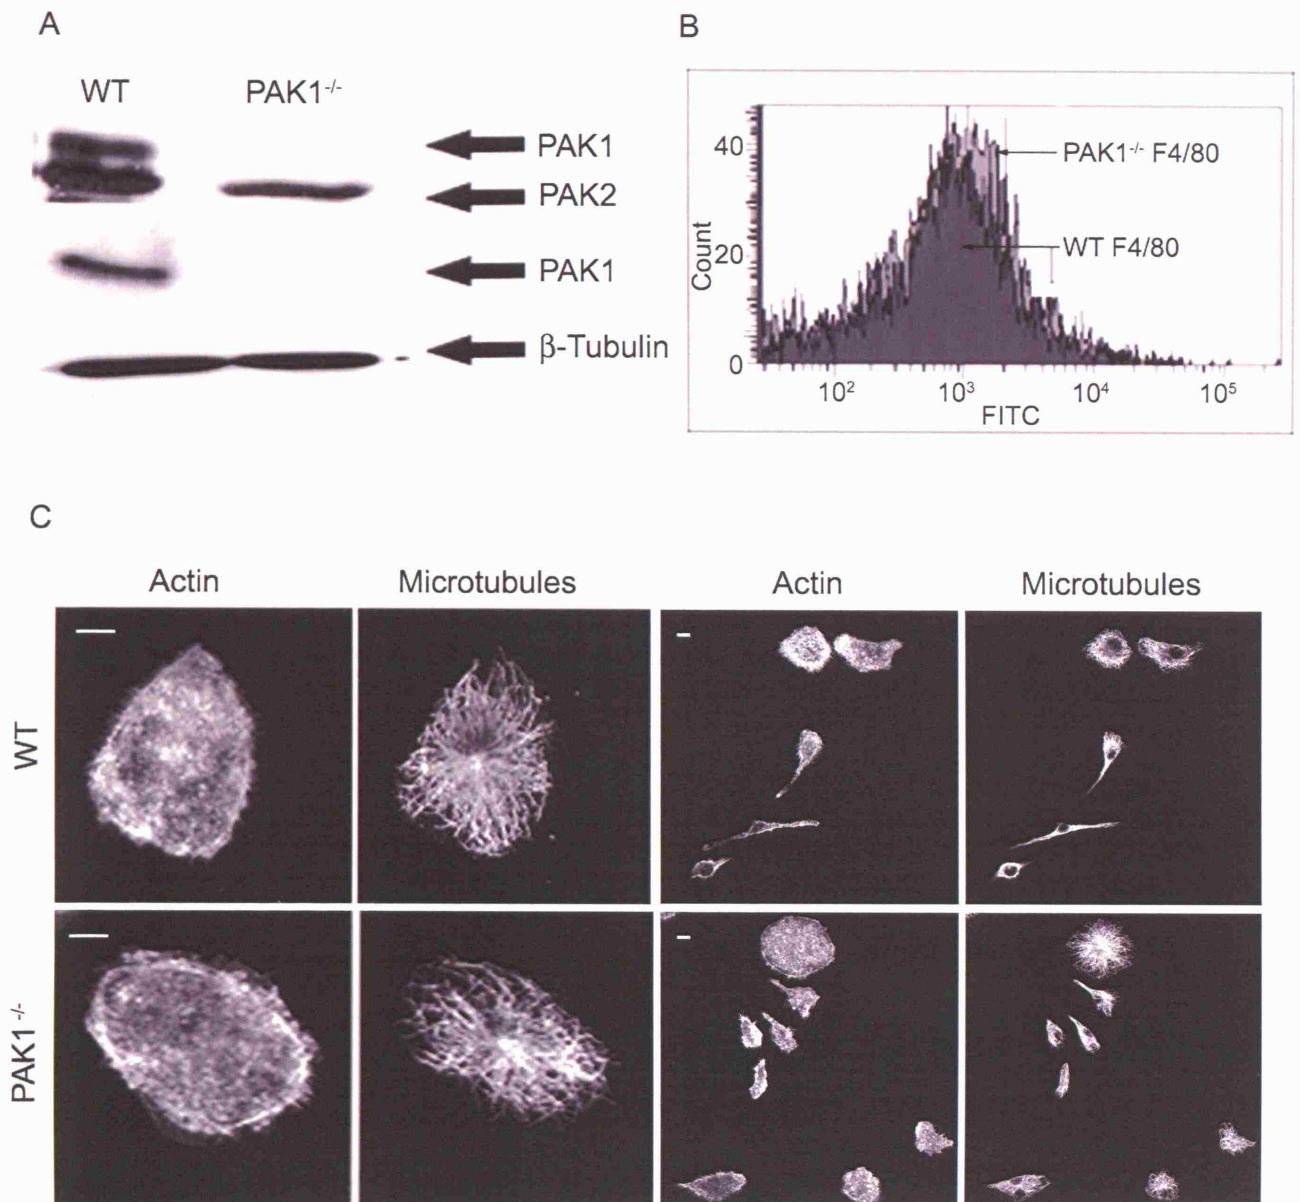 A
WT PAK1-/-
PAK1
PAK2
PAK1
β-Tubulin
B
Count
40
20
0
PAK1-/- F4/80
WT F4/80
10² 10³ 10⁴ 10⁵
FITC
C
Actin Microtubules Actin Microtubules
WT
PAK1-/-